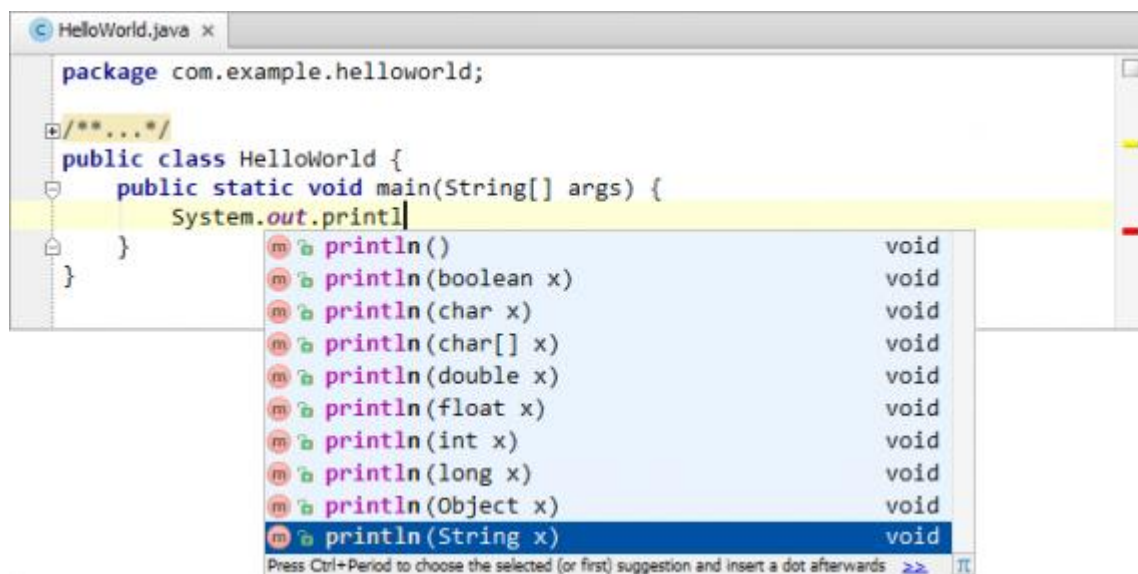 HelloWorld.java ×
package com.example.helloworld;
/**...*/
public class HelloWorld {
public static void main(String[] args) {
System.out.printl
}
}
println() void
println(boolean x) void
println(char x) void
println(char[] x) void
println(double x) void
println(float x) void
println(int x) void
println(long x) void
println(Object x) void
println(String x) void
Press Ctrl+Period to choose the selected (or first) suggestion and insert a dot afterwards >> π